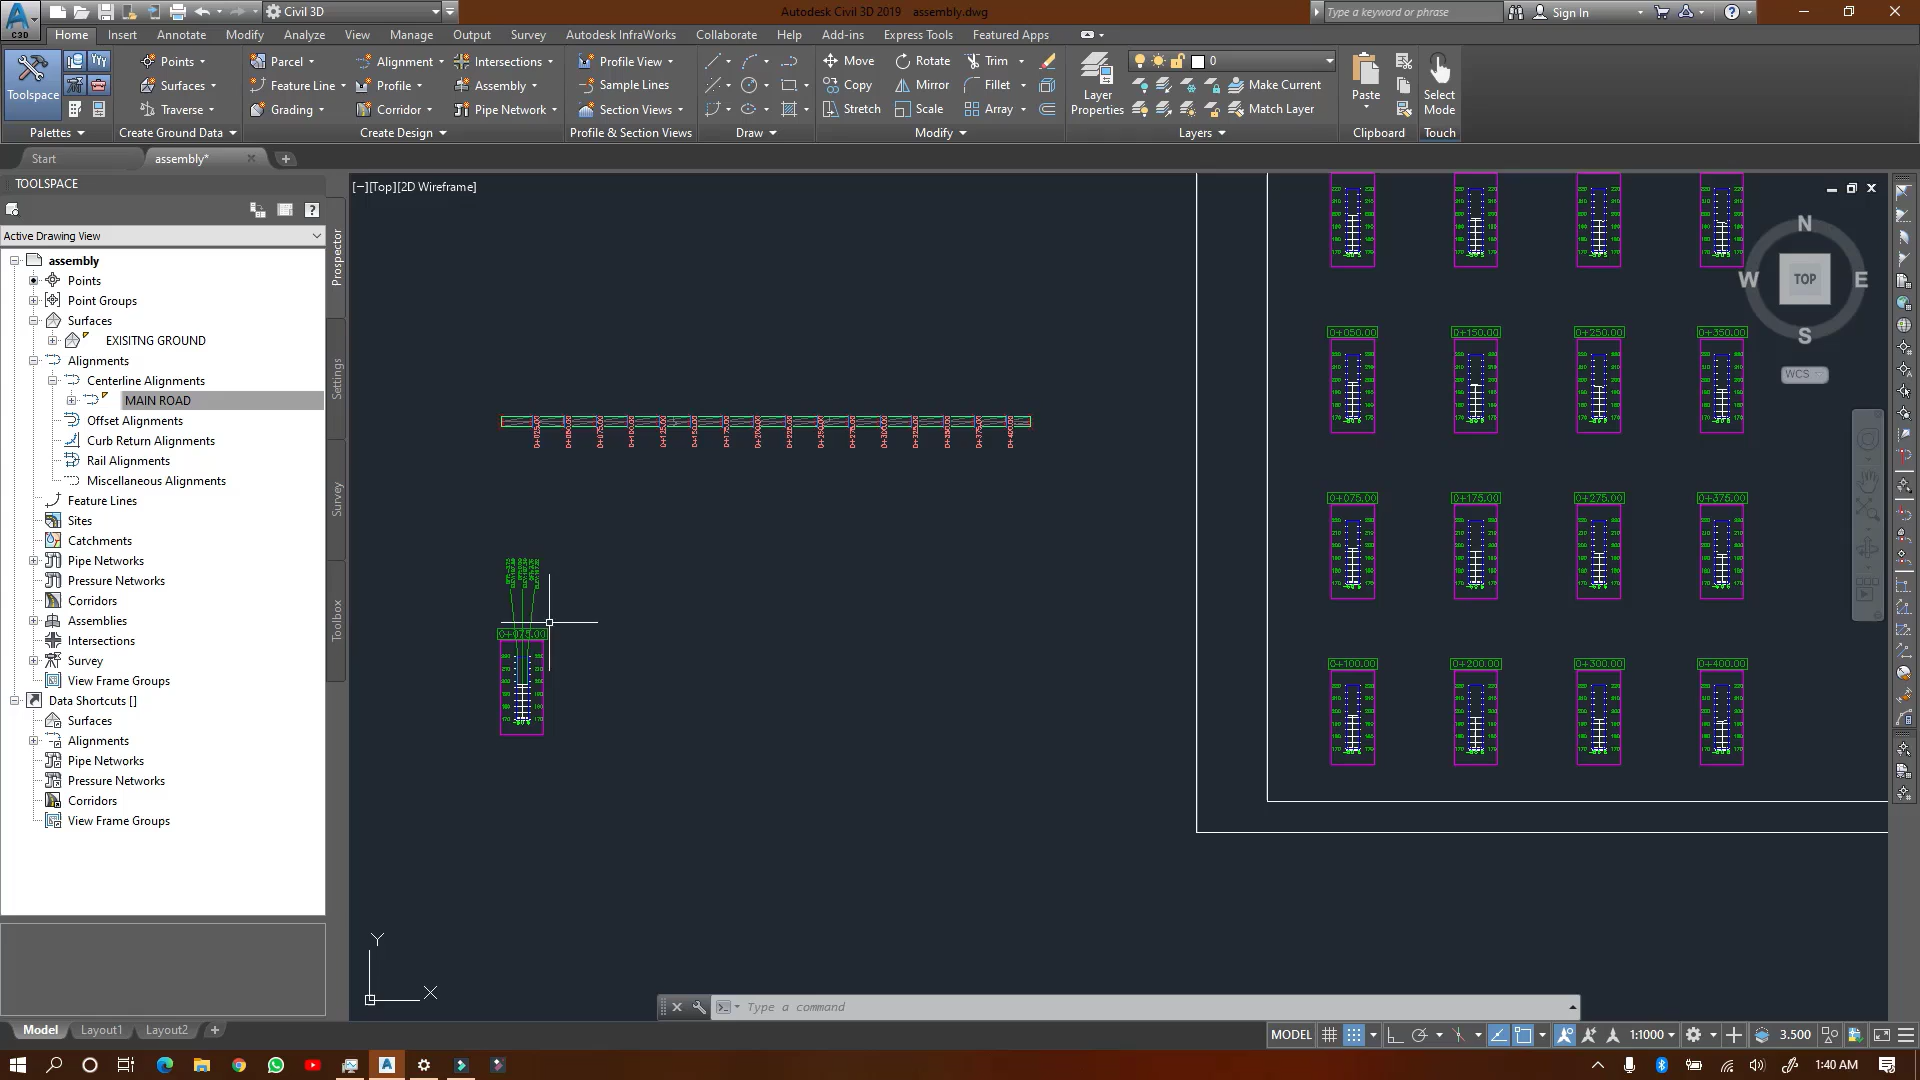 Civil 3D
Autodesk Civil 3D 2019 assembly.dwg
Type a keyword or phrase
Sign In
C3D
Home Insert Annotate Modify Analyze View Manage Output Survey Autodesk InfraWorks Collaborate Help Add-ins Express Tools Featured Apps
Toolspace
Points Parcel Alignment Intersections Profile View Move Rotate Trim 0
Surfaces Feature Line Profile Assembly Sample Lines Copy Mirror Fillet Make Current
Traverse Grading Corridor Pipe Network Section Views Stretch Scale Array Match Layer
Layer Properties
Paste
Select Mode
Palettes Create Ground Data Create Design Profile & Section Views Draw Modify Layers Clipboard Touch
Start assembly*
TOOLSPACE
Active Drawing View
assembly
Points
Point Groups
Surfaces
EXISITNG GROUND
Alignments
Centerline Alignments
MAIN ROAD
Offset Alignments
Curb Return Alignments
Rail Alignments
Miscellaneous Alignments
Feature Lines
Sites
Catchments
Pipe Networks
Pressure Networks
Corridors
Assemblies
Intersections
Survey
View Frame Groups
Data Shortcuts []
Surfaces
Alignments
Pipe Networks
Pressure Networks
Corridors
View Frame Groups
Prospector
Settings
Survey
Toolbox
[−][Top][2D Wireframe]
N
W TOP E
S
WCS
0+050.00 0+150.00 0+250.00 0+350.00
0+075.00 0+175.00 0+275.00 0+375.00
0+100.00 0+200.00 0+300.00 0+400.00
0+075.00
Y
X
Type a command
Model Layout1 Layout2
MODEL 1:1000 3.500
1:40 AM